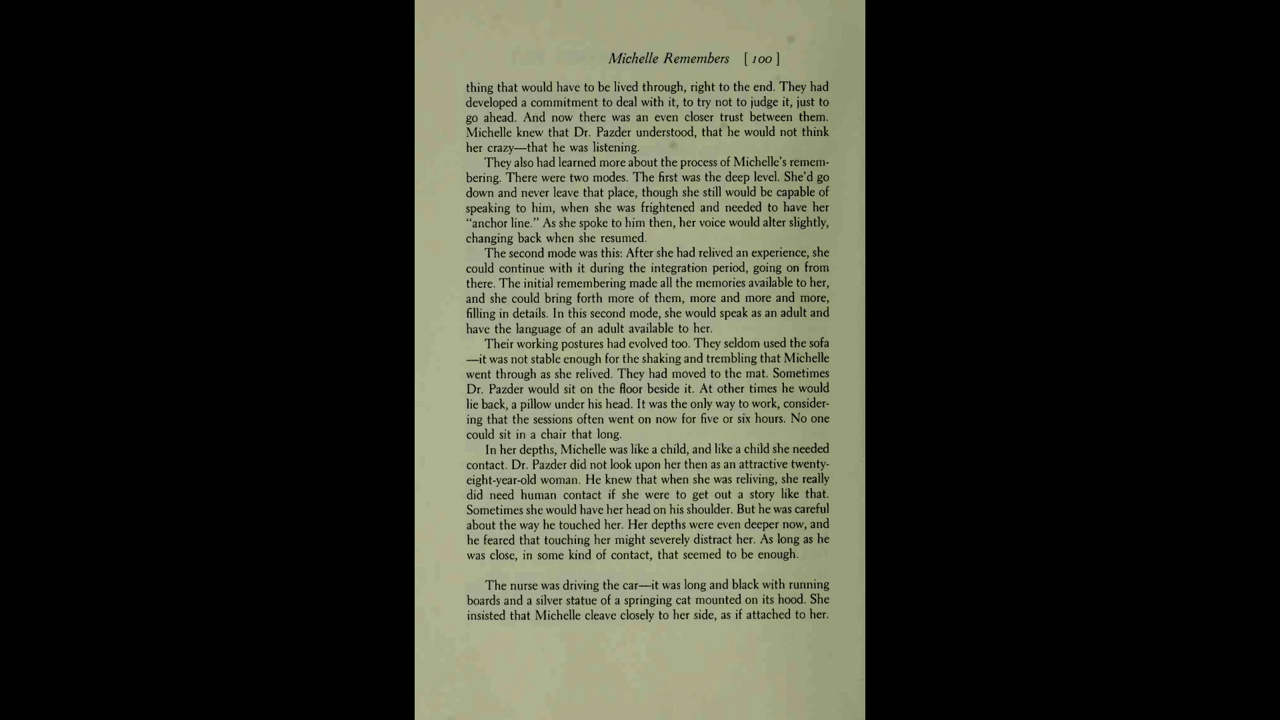 Michelle Remembers [ 100 ]
thing that would have to be lived through, right to the end. They had
developed a commitment to deal with it, to try not to judge it, just to
go ahead. And now there was an even closer trust between them.
Michelle knew that Dr. Pazder understood, that he would not think
her crazy—that he was listening.
They also had learned more about the process of Michelle's remem-
bering. There were two modes. The first was the deep level. She'd go
down and never leave that place, though she still would be capable of
speaking to him, when she was frightened and needed to have her
“anchor line.” As she spoke to him then, her voice would alter slightly,
changing back when she resumed.
The second mode was this: After she had relived an experience, she
could continue with it during the integration period, going on from
there. The initial remembering made all the memories available to her,
and she could bring forth more of them, more and more and more,
filling in details. In this second mode, she would speak as an adult and
have the language of an adult available to her.
Their working postures had evolved too. They seldom used the sofa
—it was not stable enough for the shaking and trembling that Michelle
went through as she relived. They had moved to the mat. Sometimes
Dr. Pazder would sit on the floor beside it. At other times he would
lie back, a pillow under his head. It was the only way to work, consider-
ing that the sessions often went on now for five or six hours. No one
could sit in a chair that long.
In her depths, Michelle was like a child, and like a child she needed
contact. Dr. Pazder did not look upon her then as an attractive twenty-
eight-year-old woman. He knew that when she was reliving, she really
did need human contact if she were to get out a story like that.
Sometimes she would have her head on his shoulder. But he was careful
about the way he touched her. Her depths were even deeper now, and
he feared that touching her might severely distract her. As long as he
was close, in some kind of contact, that seemed to be enough.
The nurse was driving the car—it was long and black with running
boards and a silver statue of a springing cat mounted on its hood. She
insisted that Michelle cleave closely to her side, as if attached to her.